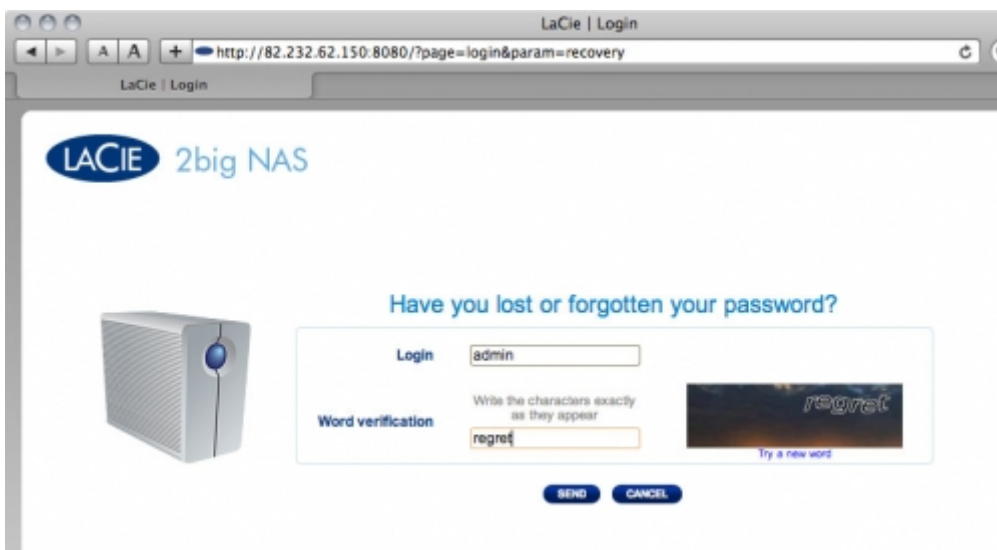 LaCie | Login
A A + http://82.232.62.150:8080/?page=login&param=recovery
LaCie | Login
LACIE 2big NAS
Have you lost or forgotten your password?
Login admin
Write the characters exactly
as they appear
Word verification
regret
regret
Try a new word
SEND CANCEL